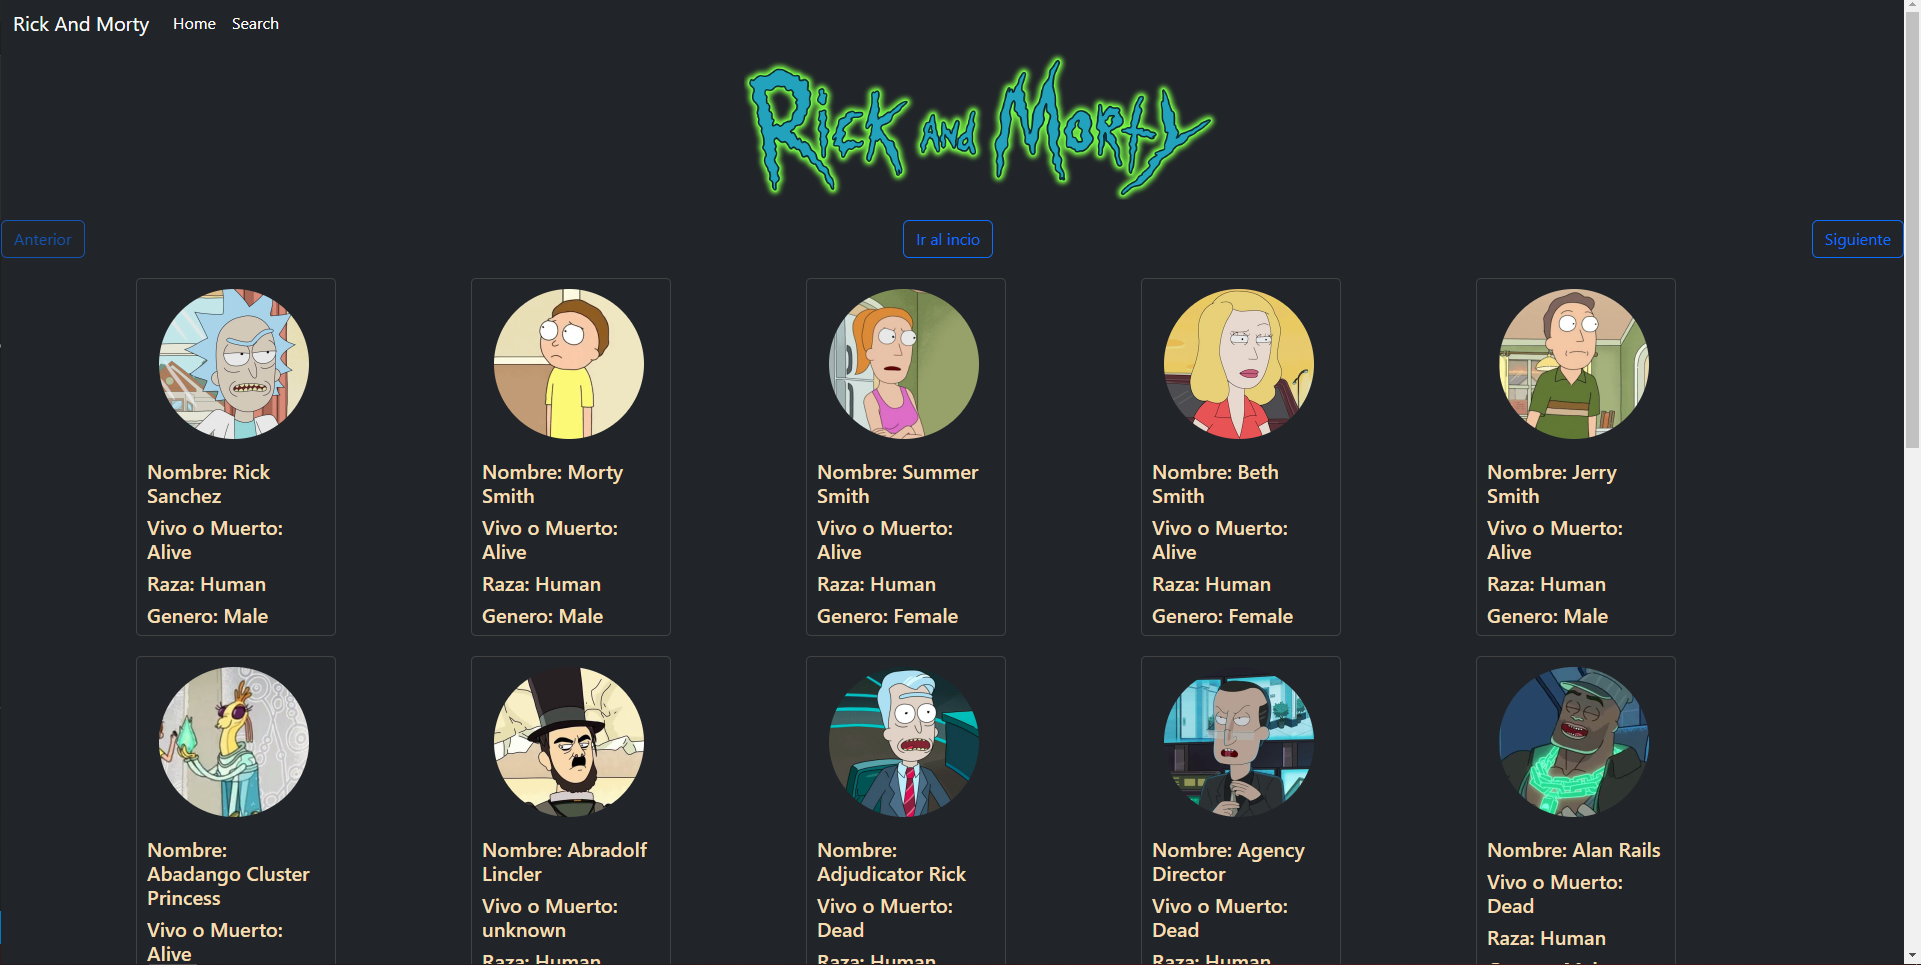 Rick And Morty Home Search
Rick and Morty
Anterior Ir al incio Siguiente
Nombre: Rick
Sanchez
Vivo o Muerto:
Alive
Raza: Human
Genero: Male
Nombre: Morty
Smith
Vivo o Muerto:
Alive
Raza: Human
Genero: Male
Nombre: Summer
Smith
Vivo o Muerto:
Alive
Raza: Human
Genero: Female
Nombre: Beth
Smith
Vivo o Muerto:
Alive
Raza: Human
Genero: Female
Nombre: Jerry
Smith
Vivo o Muerto:
Alive
Raza: Human
Genero: Male
Nombre:
Abadango Cluster
Princess
Vivo o Muerto:
Alive
Nombre: Abradolf
Lincler
Vivo o Muerto:
unknown
Raza: Human
Nombre:
Adjudicator Rick
Vivo o Muerto:
Dead
Raza: Human
Nombre: Agency
Director
Vivo o Muerto:
Dead
Raza: Human
Nombre: Alan Rails
Vivo o Muerto:
Dead
Raza: Human